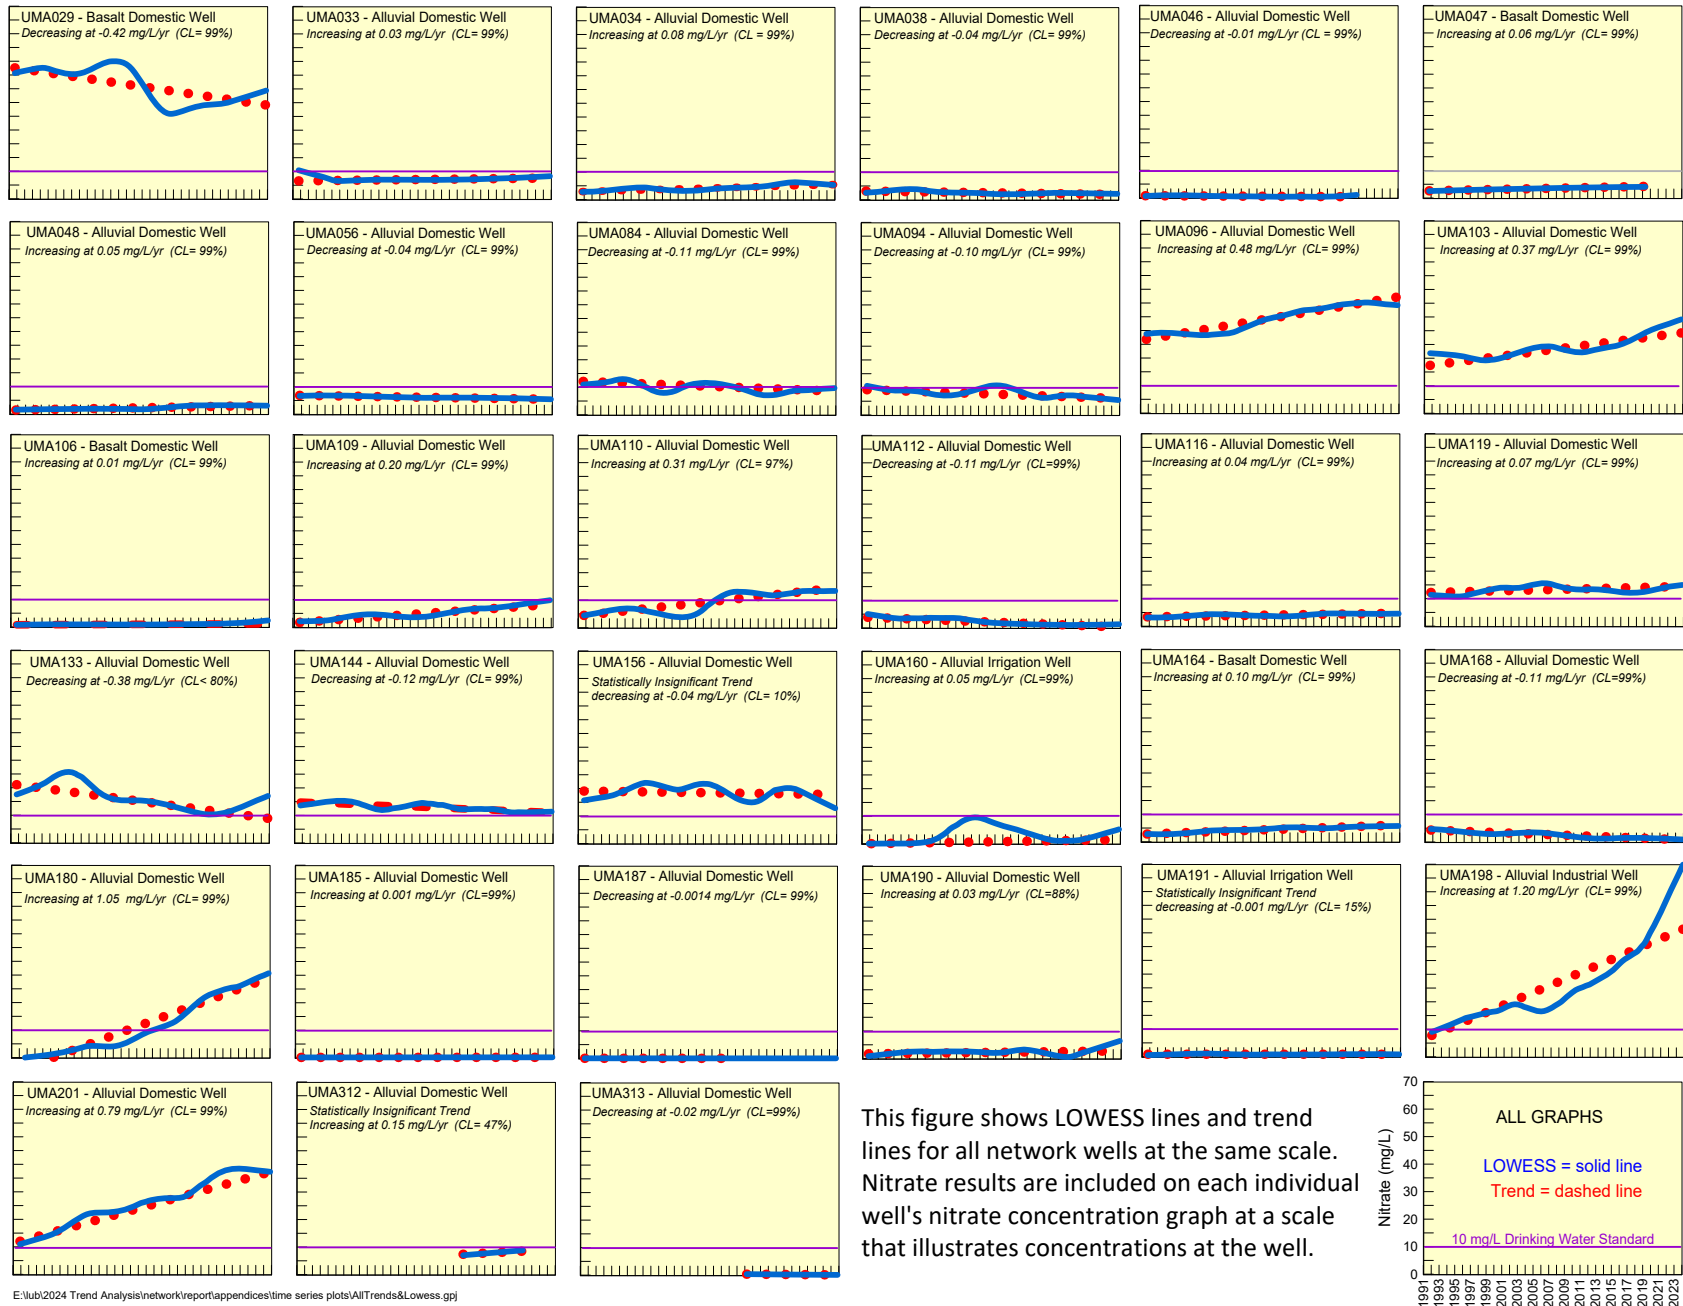 UMA029 - Basalt Domestic Well
Decreasing at -0.42 mg/L/yr (CL= 99%)
UMA033 - Alluvial Domestic Well
Increasing at 0.03 mg/L/yr (CL= 99%)
UMA034 - Alluvial Domestic Well
Increasing at 0.08 mg/L/yr (CL = 99%)
UMA038 - Alluvial Domestic Well
Decreasing at -0.04 mg/L/yr (CL= 99%)
UMA046 - Alluvial Domestic Well
Decreasing at -0.01 mg/L/yr (CL = 99%)
UMA047 - Basalt Domestic Well
Increasing at 0.06 mg/L/yr (CL= 99%)
UMA048 - Alluvial Domestic Well
Increasing at 0.05 mg/L/yr (CL= 99%)
UMA056 - Alluvial Domestic Well
Decreasing at -0.04 mg/L/yr (CL= 99%)
UMA084 - Alluvial Domestic Well
Decreasing at -0.11 mg/L/yr (CL= 99%)
UMA094 - Alluvial Domestic Well
Decreasing at -0.10 mg/L/yr (CL= 99%)
UMA096 - Alluvial Domestic Well
Increasing at 0.48 mg/L/yr (CL= 99%)
UMA103 - Alluvial Domestic Well
Increasing at 0.37 mg/L/yr (CL= 99%)
UMA106 - Basalt Domestic Well
Increasing at 0.01 mg/L/yr (CL= 99%)
UMA109 - Alluvial Domestic Well
Increasing at 0.20 mg/L/yr (CL= 99%)
UMA110 - Alluvial Domestic Well
Increasing at 0.31 mg/L/yr (CL= 97%)
UMA112 - Alluvial Domestic Well
Decreasing at -0.11 mg/L/yr (CL=99%)
UMA116 - Alluvial Domestic Well
Increasing at 0.04 mg/L/yr (CL= 99%)
UMA119 - Alluvial Domestic Well
Increasing at 0.07 mg/L/yr (CL= 99%)
UMA133 - Alluvial Domestic Well
Decreasing at -0.38 mg/L/yr (CL< 80%)
UMA144 - Alluvial Domestic Well
Decreasing at -0.12 mg/L/yr (CL= 99%)
UMA156 - Alluvial Domestic Well
Statistically Insignificant Trend
decreasing at -0.04 mg/L/yr (CL= 10%)
UMA160 - Alluvial Irrigation Well
Increasing at 0.05 mg/L/yr (CL=99%)
UMA164 - Basalt Domestic Well
Increasing at 0.10 mg/L/yr (CL= 99%)
UMA168 - Alluvial Domestic Well
Decreasing at -0.11 mg/L/yr (CL=99%)
UMA180 - Alluvial Domestic Well
Increasing at 1.05 mg/L/yr (CL= 99%)
UMA185 - Alluvial Domestic Well
Increasing at 0.001 mg/L/yr (CL=99%)
UMA187 - Alluvial Domestic Well
Decreasing at -0.0014 mg/L/yr (CL= 99%)
UMA190 - Alluvial Domestic Well
Increasing at 0.03 mg/L/yr (CL=88%)
UMA191 - Alluvial Irrigation Well
Statistically Insignificant Trend
decreasing at -0.001 mg/L/yr (CL= 15%)
UMA198 - Alluvial Industrial Well
Increasing at 1.20 mg/L/yr (CL= 99%)
UMA201 - Alluvial Domestic Well
Increasing at 0.79 mg/L/yr (CL= 99%)
UMA312 - Alluvial Domestic Well
Statistically Insignificant Trend
Increasing at 0.15 mg/L/yr (CL= 47%)
UMA313 - Alluvial Domestic Well
Decreasing at -0.02 mg/L/yr (CL=99%)
This figure shows LOWESS lines and trend
lines for all network wells at the same scale.
Nitrate results are included on each individual
well's nitrate concentration graph at a scale
that illustrates concentrations at the well.
Nitrate (mg/L)
70
60
50
40
30
20
10
0
ALL GRAPHS
LOWESS = solid line
Trend = dashed line
10 mg/L Drinking Water Standard
1991
1993
1995
1997
1999
2001
2003
2005
2007
2009
2011
2013
2015
2017
2019
2021
2023
E:\lub\2024 Trend Analysis\network\report\appendices\time series plots\AllTrends&Lowess.gpj